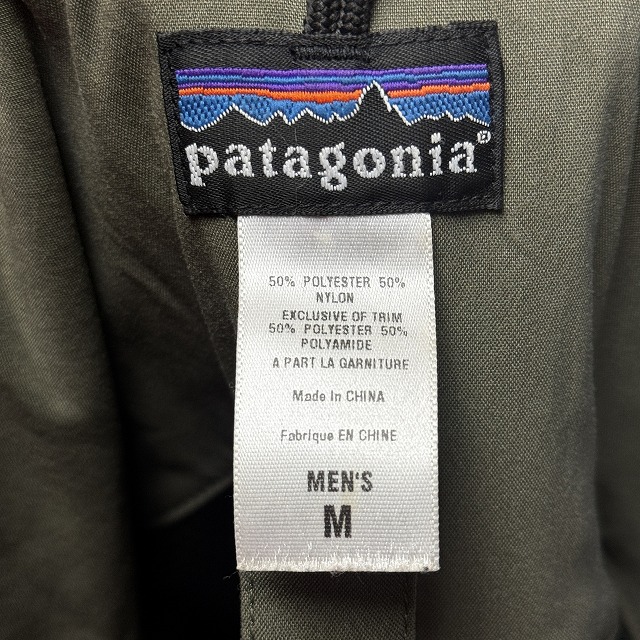 patagonia®
50% POLYESTER 50%
NYLON
EXCLUSIVE OF TRIM
50% POLYESTER 50%
POLYAMIDE
A PART LA GARNITURE
Made In CHINA
Fabrique EN CHINE
MEN'S
M